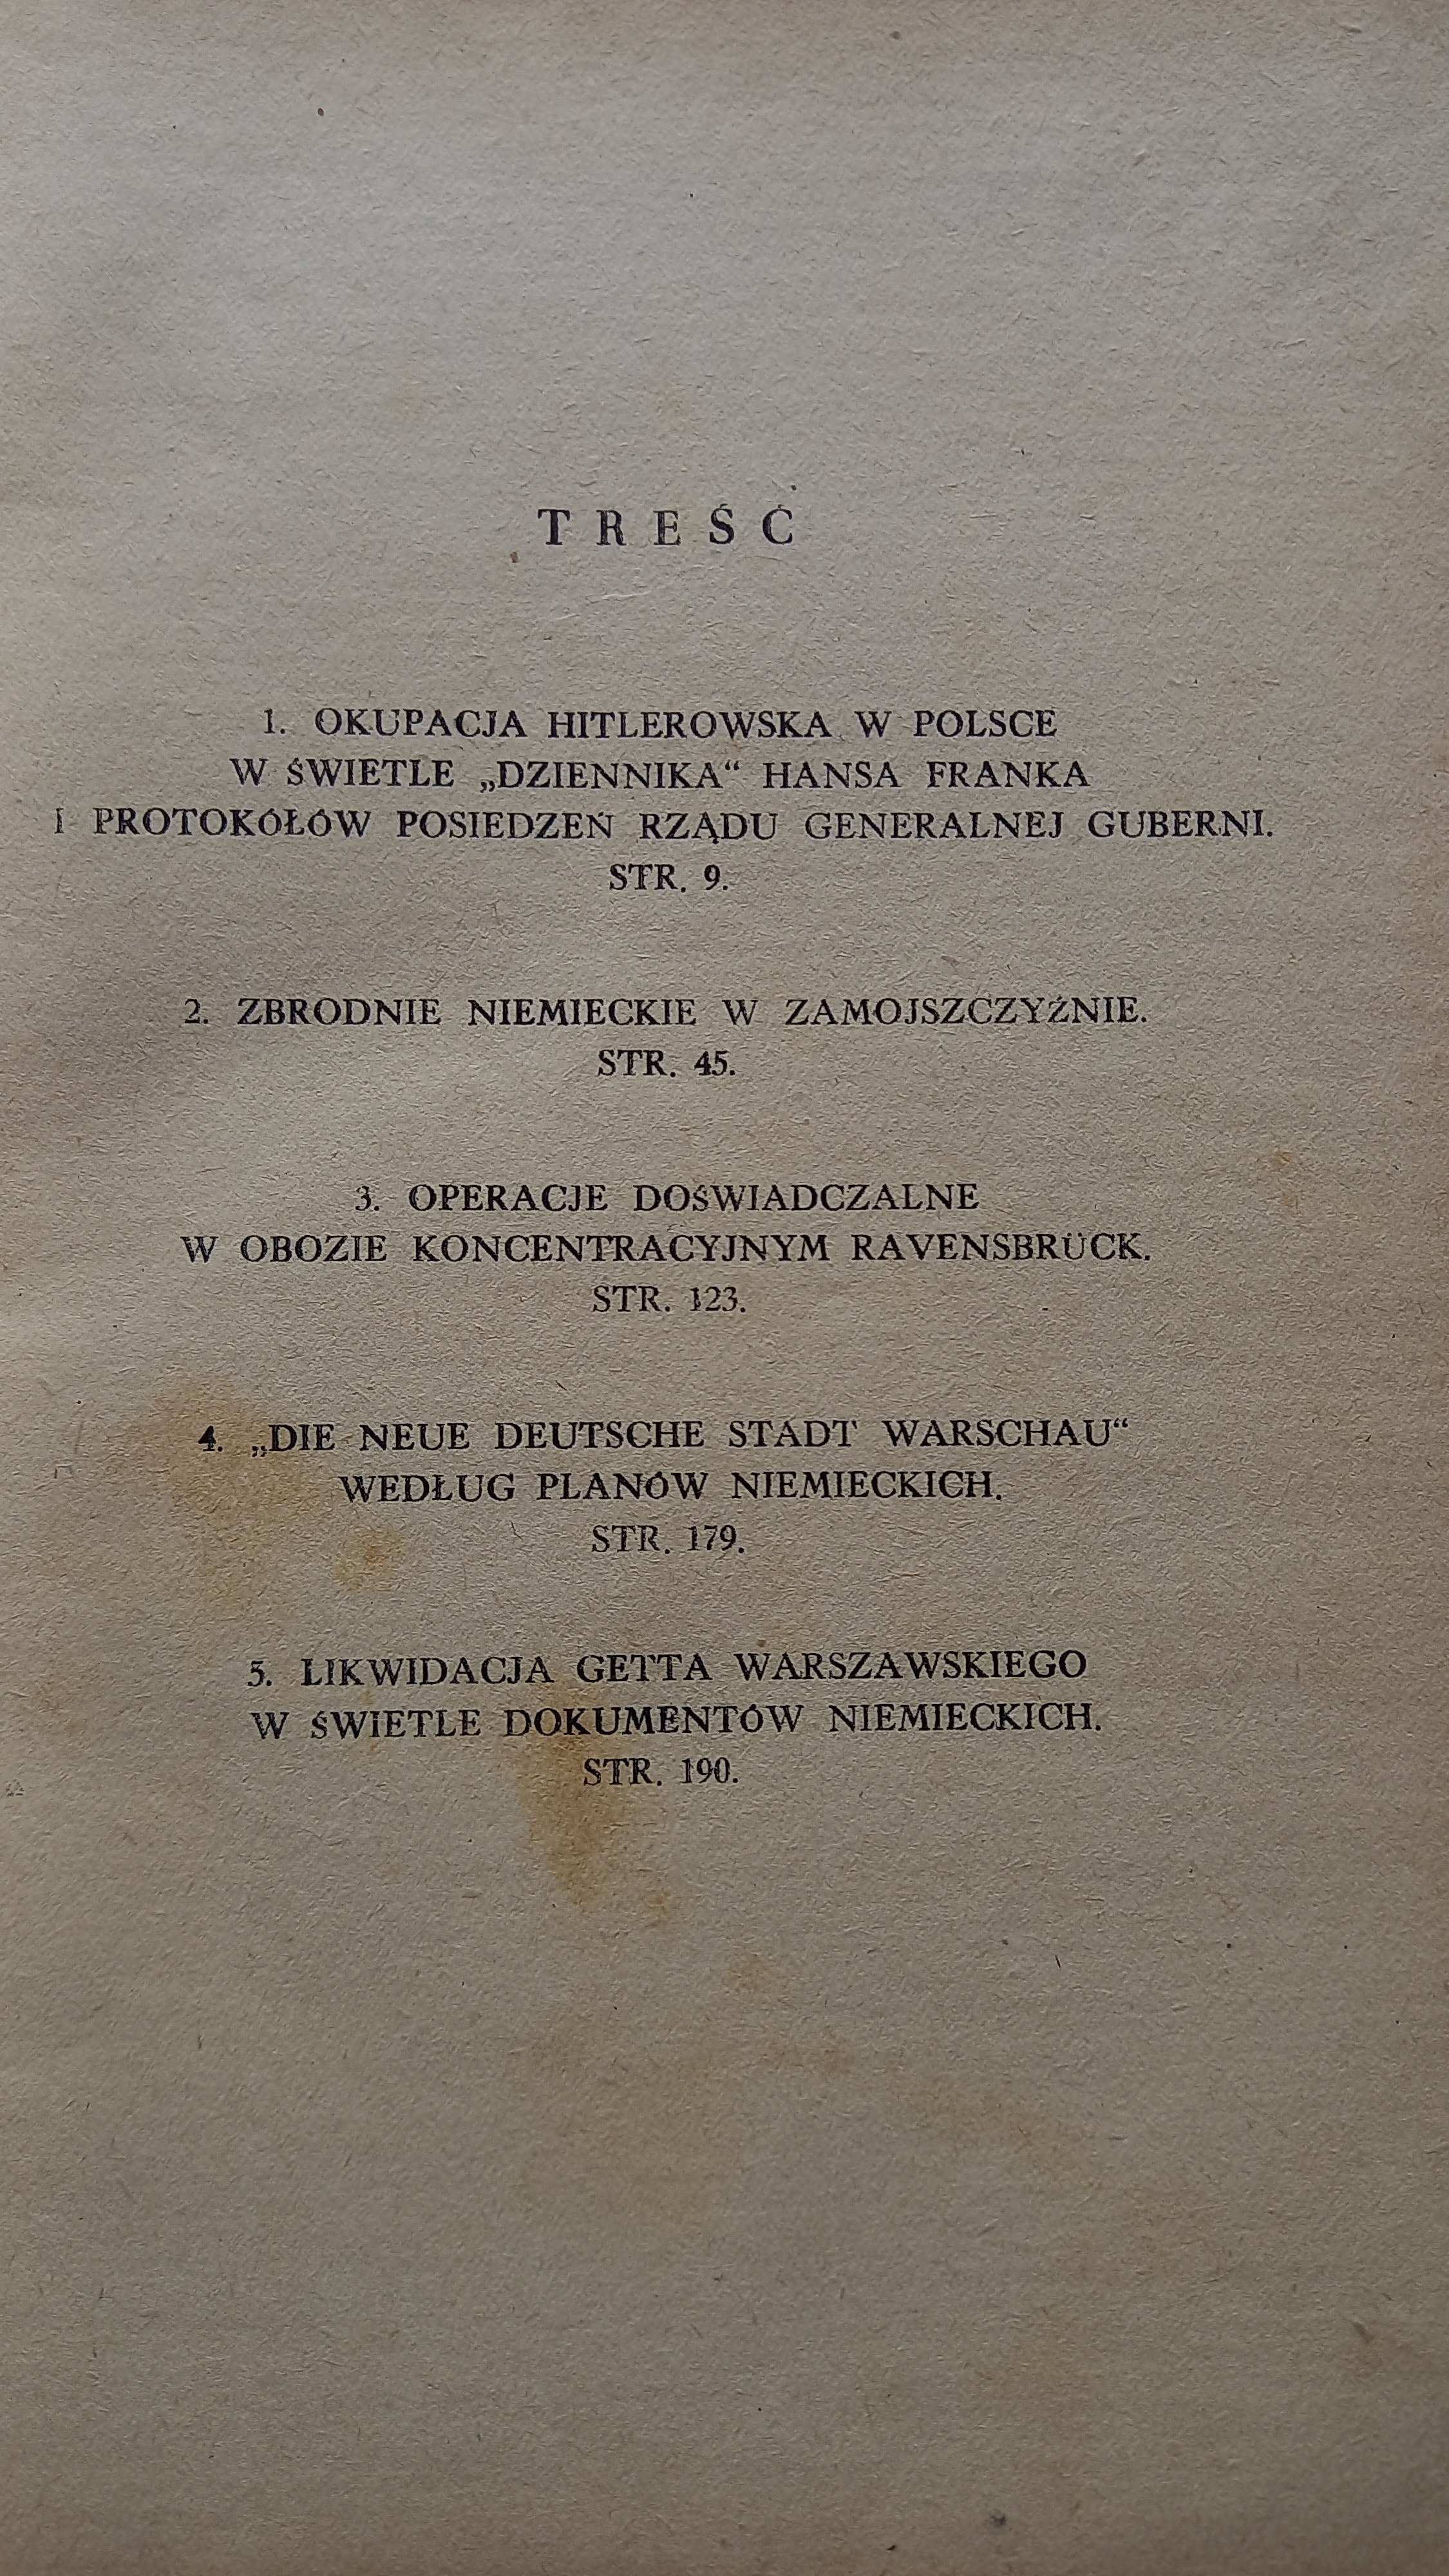 TREŚĆ
1. OKUPACJA HITLEROWSKA W POLSCE
W ŚWIETLE „DZIENNIKA“ HANSA FRANKA
I PROTOKÓŁÓW POSIEDZEŃ RZĄDU GENERALNEJ GUBERNI.
STR. 9.
2. ZBRODNIE NIEMIECKIE W ZAMOJSZCZYŹNIE.
STR. 45.
3. OPERACJE DOŚWIADCZALNE
W OBOZIE KONCENTRACYJNYM RAVENSBRÜCK.
STR. 123.
4. „DIE NEUE DEUTSCHE STADT WARSCHAU“
WEDŁUG PLANÓW NIEMIECKICH.
STR. 179.
5. LIKWIDACJA GETTA WARSZAWSKIEGO
W ŚWIETLE DOKUMENTÓW NIEMIECKICH.
STR. 190.